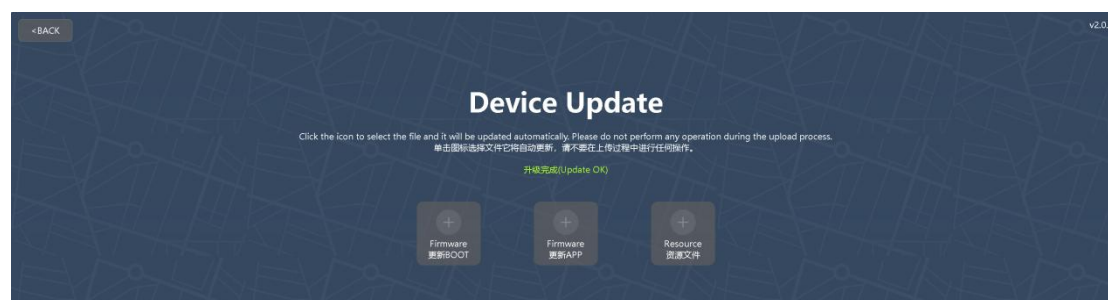 <BACK
v2.0.
Device Update
Click the icon to select the file and it will be updated automatically. Please do not perform any operation during the upload process.
单击图标选择文件它将自动更新，请不要在上传过程中进行任何操作。
升级完成(Update OK)
Firmware
更新BOOT
Firmware
更新APP
Resource
资源文件